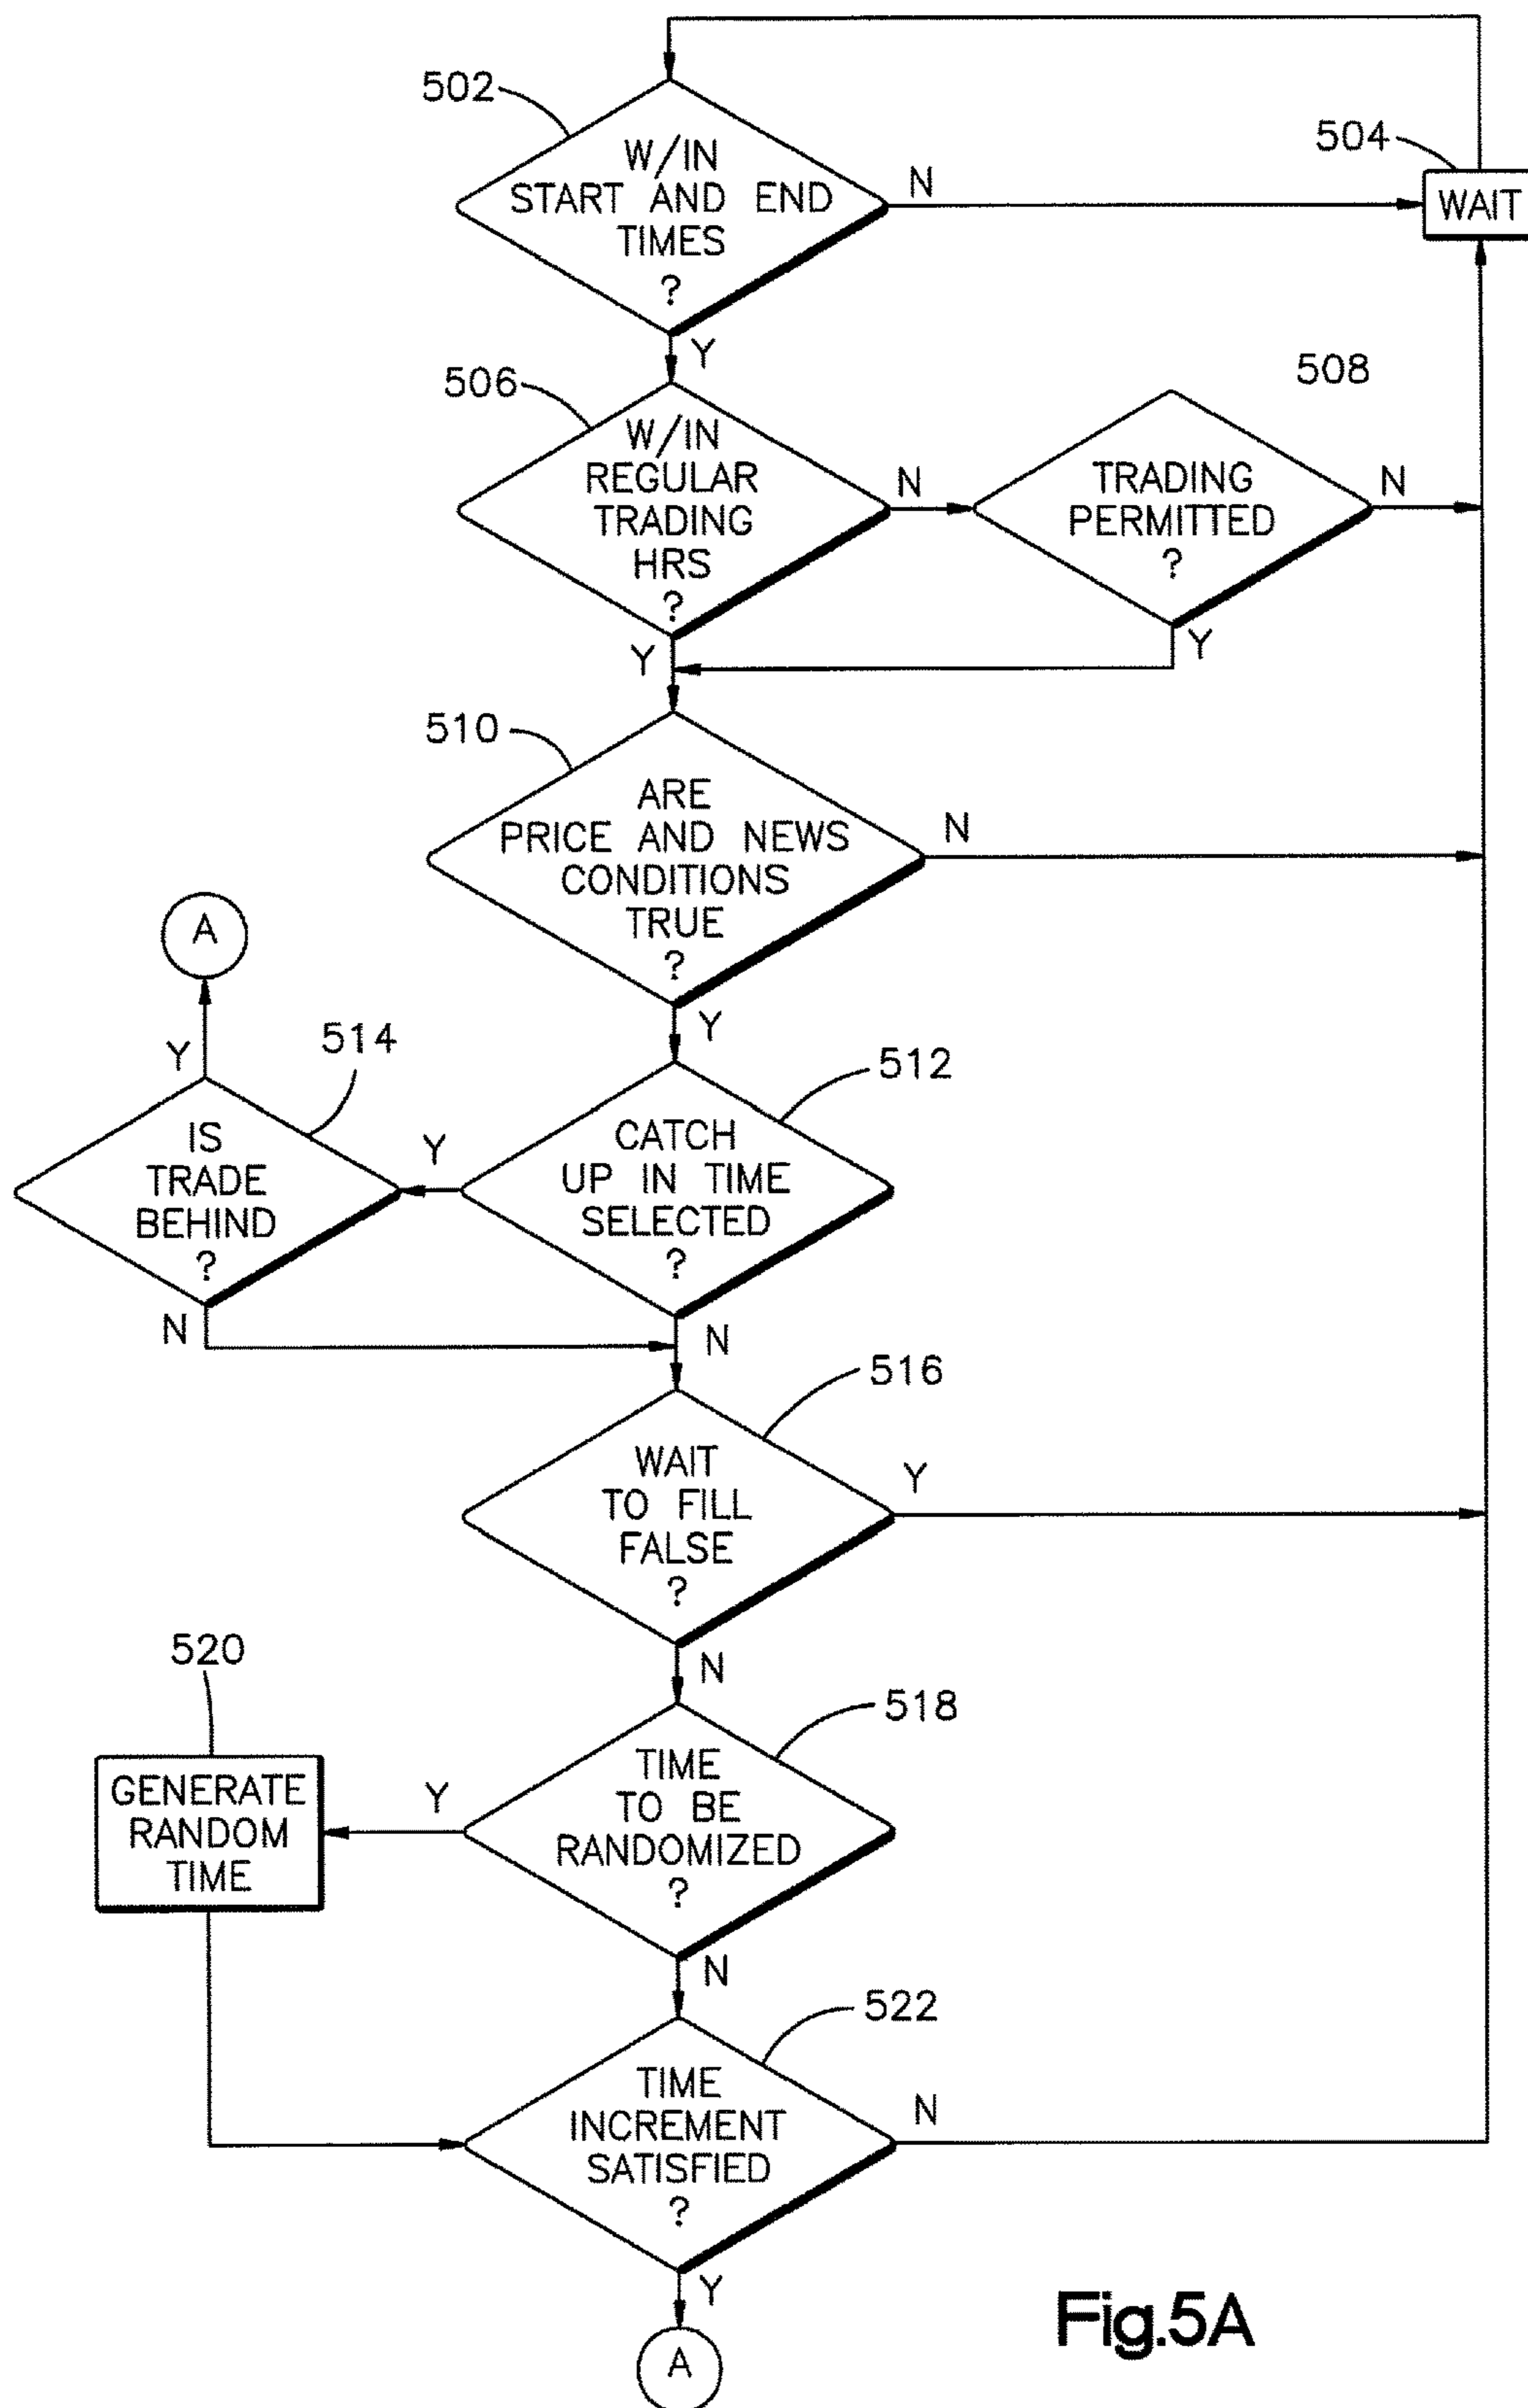 502
W/IN
START AND END
TIMES
?
N
504
WAIT
Y
506
W/IN
REGULAR
TRADING
HRS
?
N
508
TRADING
PERMITTED
?
N
Y
Y
510
ARE
PRICE AND NEWS
CONDITIONS
TRUE
?
N
Y
A
Y
514
IS
TRADE
BEHIND
?
N
Y
512
CATCH
UP IN TIME
SELECTED
?
N
516
WAIT
TO FILL
FALSE
?
Y
N
518
TIME
TO BE
RANDOMIZED
?
Y
520
GENERATE
RANDOM
TIME
N
522
TIME
INCREMENT
SATISFIED
?
N
Y
A
Fig.5A